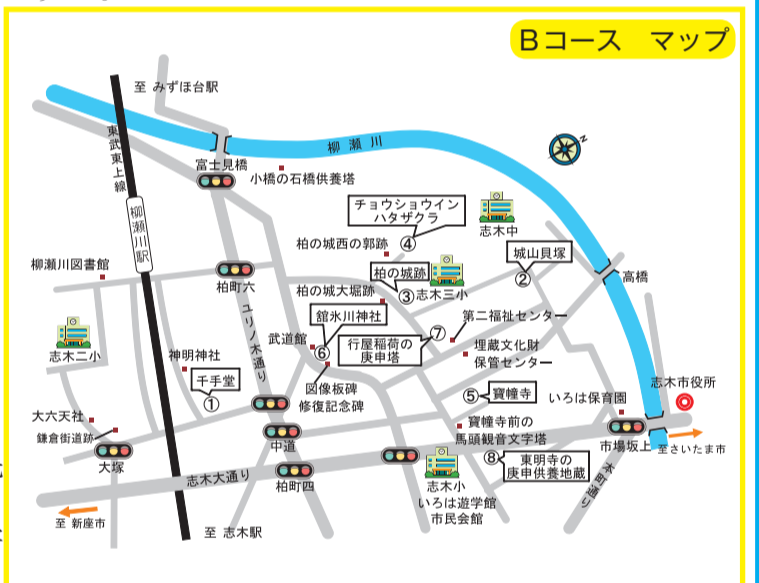 Bコース マップ
至 みずほ台駅
東武東上線
柳瀬川
富士見橋
小橋の石橋供養塔
チョウショウイン
ハタザクラ
④
志木中
柳瀬川駅
柏の城西の郭跡
城山貝塚
②
高橋
柳瀬川図書館
柏町六
柏の城跡
③
志木三小
柏の城大堀跡
ユリノ木通り
舘氷川神社
⑥
武道館
第二福祉センター
⑦
行屋稲荷の
庚申塔
埋蔵文化財
保管センター
志木二小
神明神社
千手堂
①
図像板碑
修復記念碑
⑤
寶幢寺
いろは保育園
志木市役所
大六天社
鎌倉街道跡
大塚
中道
寶幢寺前の
馬頭観音文字塔
市場坂上
至さいたま市
⑧
東明寺の
庚申供養地蔵
志木大通り
柏町四
志木小
いろは遊学館
市民会館
本町通り
至 新座市
至 志木駅
N